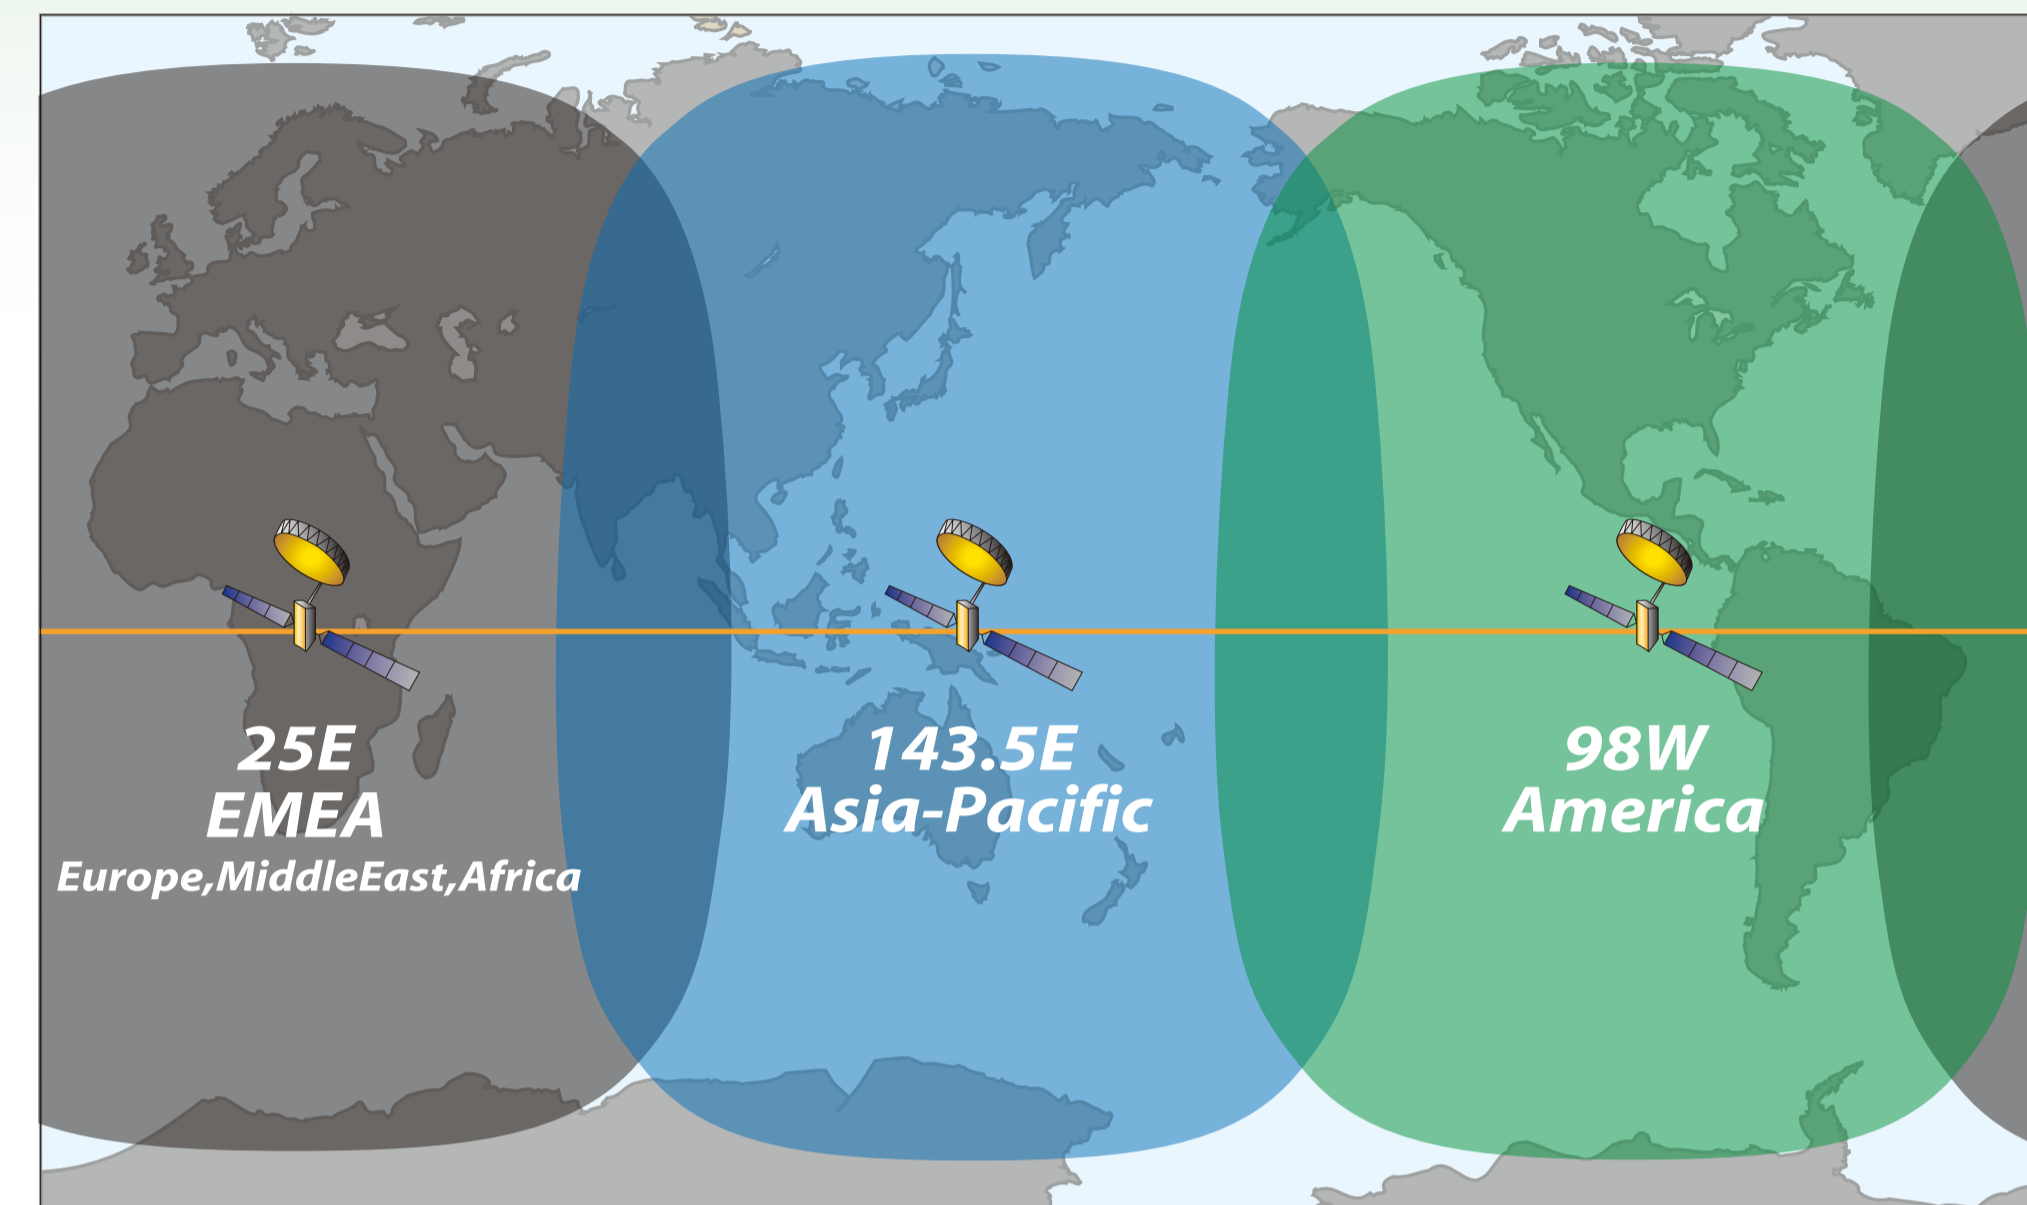 25E
EMEA
Europe,MiddleEast,Africa
143.5E
Asia-Pacific
98W
America